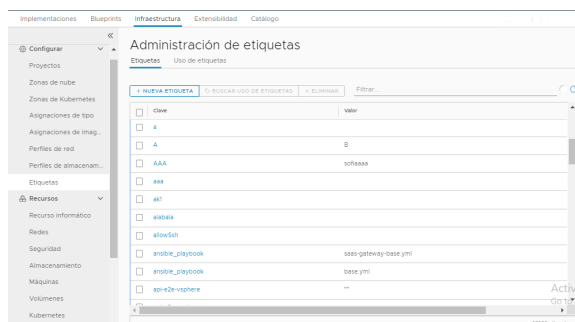 Implementaciones Blueprints Infraestructura Extensibilidad Catálogo
«
Configurar
Proyectos
Zonas de nube
Zonas de Kubernetes
Asignaciones de tipo
Asignaciones de imag...
Perfiles de red
Perfiles de almacenam...
Etiquetas
Recursos
Recurso informático
Redes
Seguridad
Almacenamiento
Máquinas
Volúmenes
Kubernetes
Administración de etiquetas
Etiquetas Uso de etiquetas
+ NUEVA ETIQUETA BUSCAR USO DE ETIQUETAS × ELIMINAR Filtrar...
Clave Valor
a
A B
AAA sofiaaaa
aaa
ak1
alabala
allowSsh
ansible_playbook saas-gateway-base.yml
ansible_playbook base.yml
api-e2e-vsphere ""
Activ
Go to